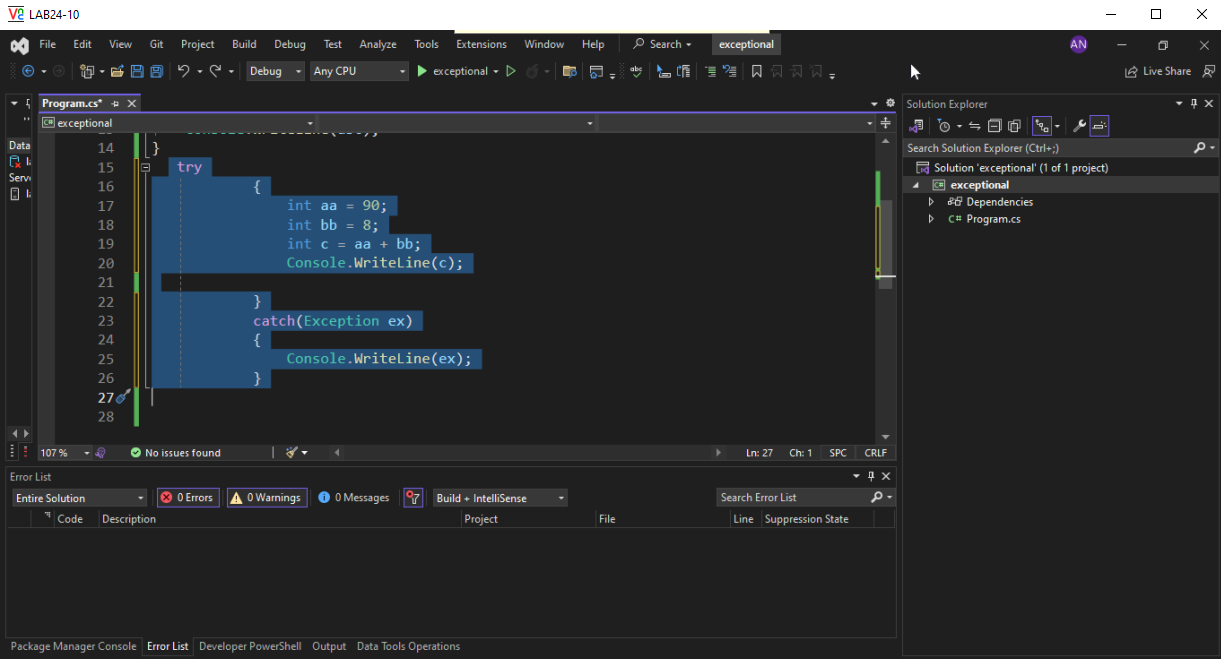 LAB24-10
File Edit View Git Project Build Debug Test Analyze Tools Extensions Window Help Search exceptional AN
Debug Any CPU exceptional Live Share
Program.cs*
exceptional
14 }
15 try
16 {
17 int aa = 90;
18 int bb = 8;
19 int c = aa + bb;
20 Console.WriteLine(c);
21
22 }
23 catch(Exception ex)
24 {
25 Console.WriteLine(ex);
26 }
27
28
Data
Serv
107 % No issues found Ln: 27 Ch: 1 SPC CRLF
Error List
Entire Solution 0 Errors 0 Warnings 0 Messages Build + IntelliSense Search Error List
Code Description Project File Line Suppression State
Package Manager Console Error List Developer PowerShell Output Data Tools Operations
Solution Explorer
Search Solution Explorer (Ctrl+;)
Solution 'exceptional' (1 of 1 project)
C# exceptional
Dependencies
C# Program.cs